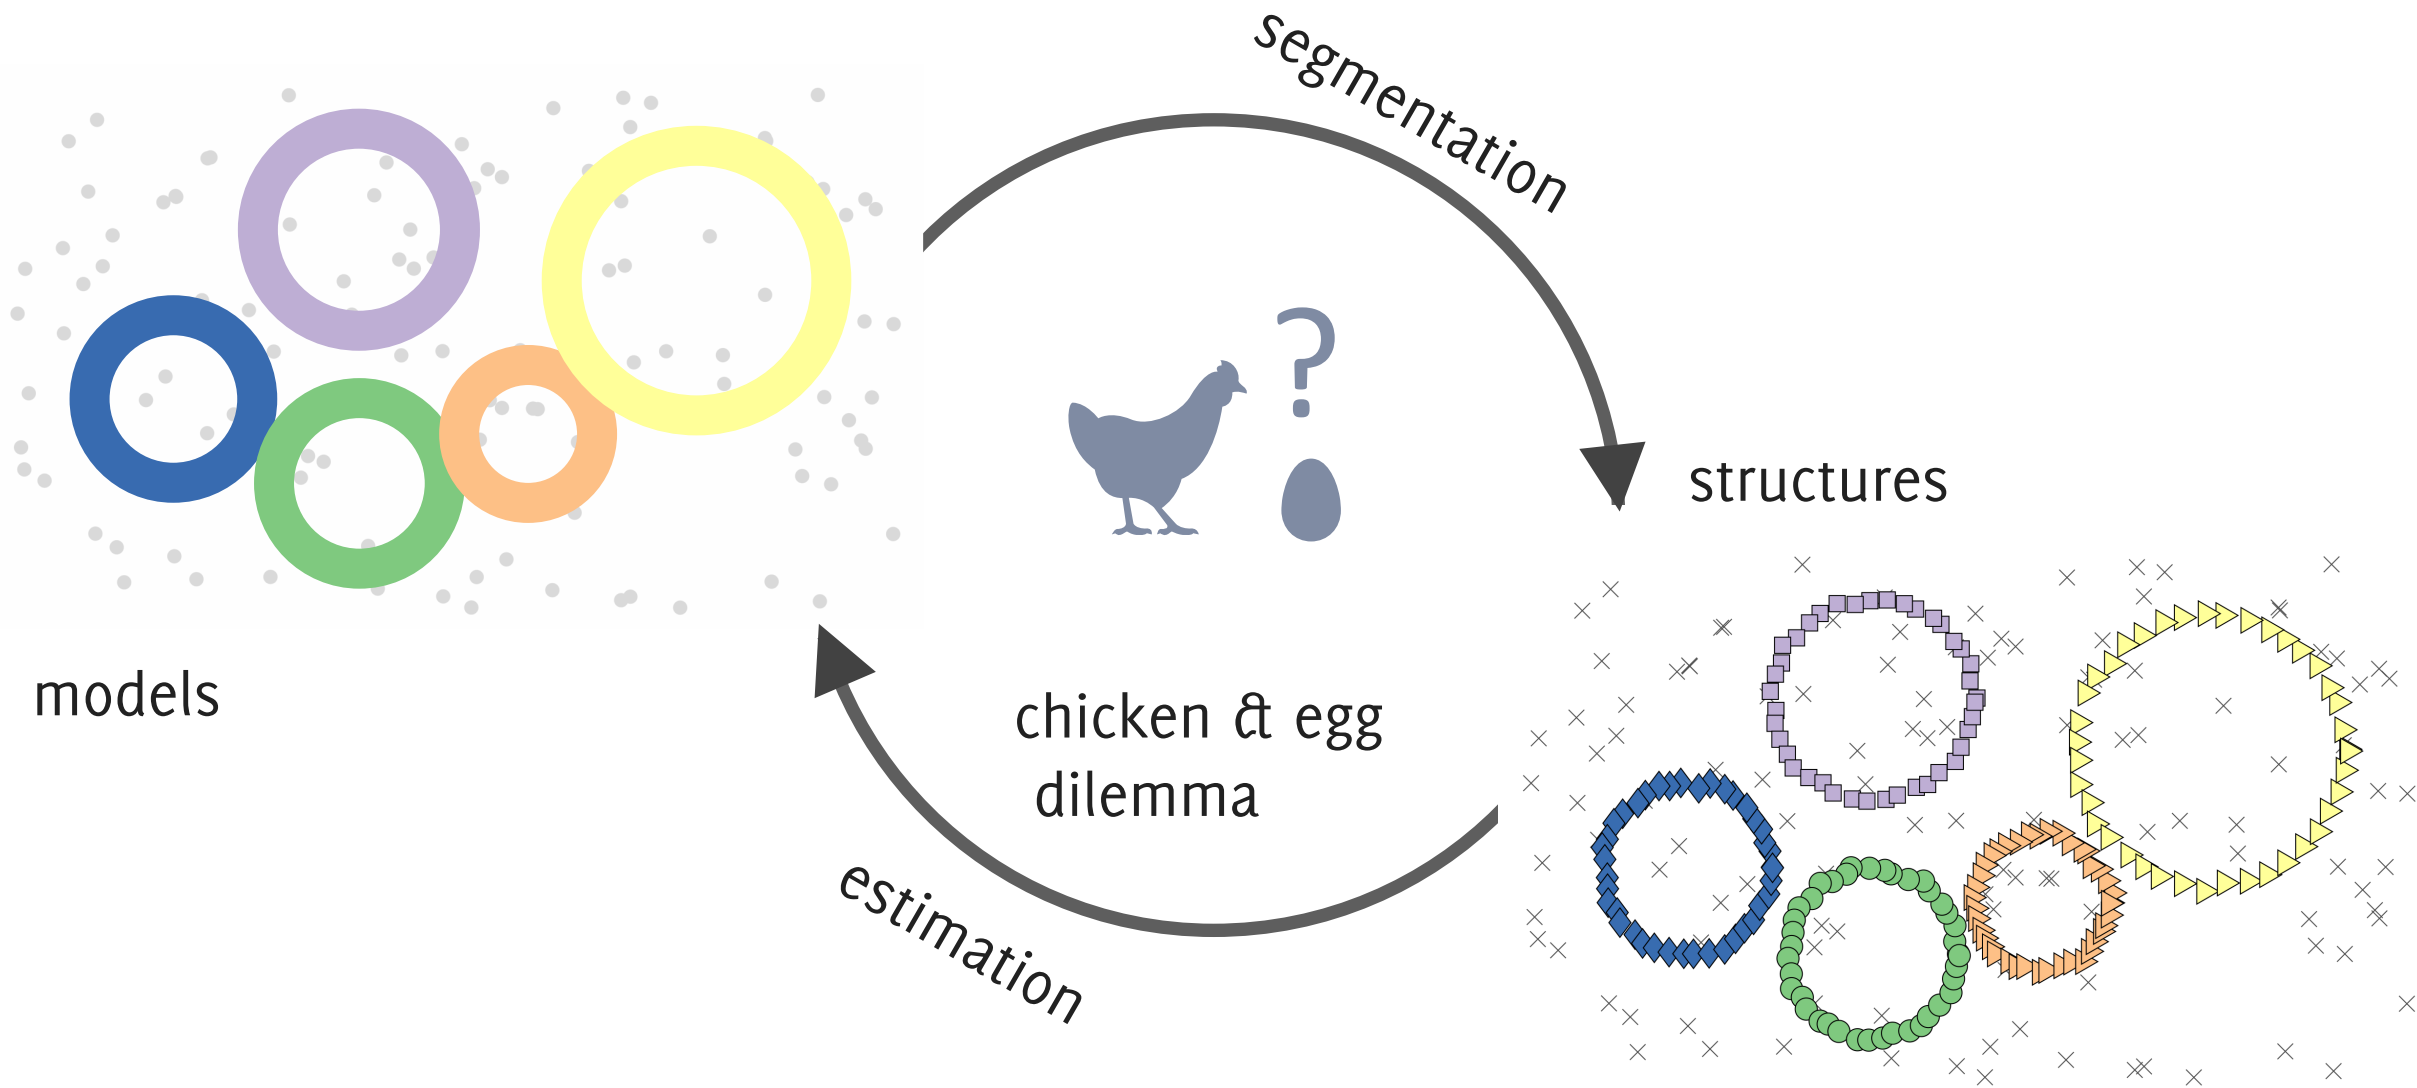 segmentation
?
structures
models
chicken & egg
dilemma
estimation